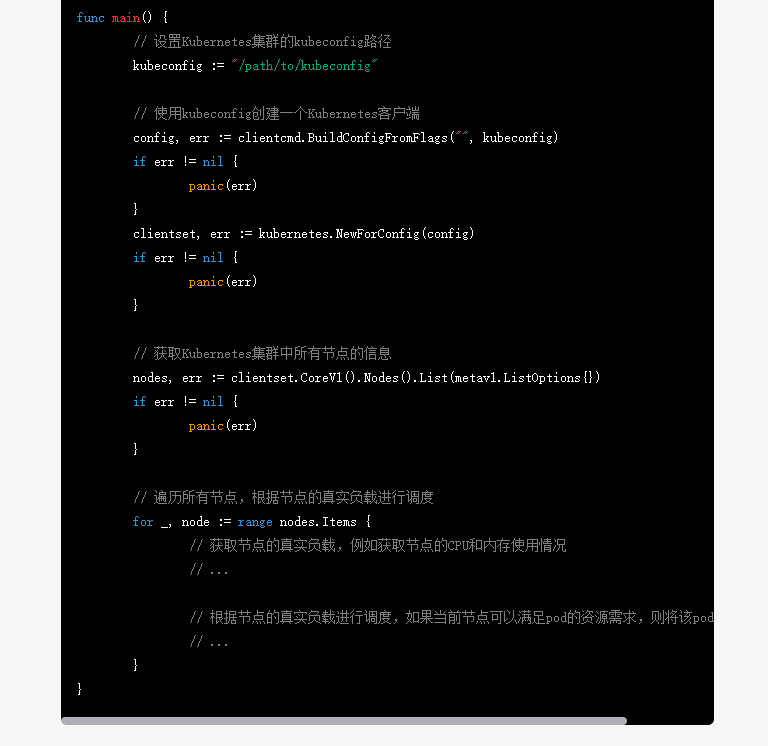 func main() {
// 设置Kubernetes集群的kubeconfig路径
kubeconfig := "/path/to/kubeconfig"
// 使用kubeconfig创建一个Kubernetes客户端
config, err := clientcmd.BuildConfigFromFlags("", kubeconfig)
if err != nil {
panic(err)
}
clientset, err := kubernetes.NewForConfig(config)
if err != nil {
panic(err)
}
// 获取Kubernetes集群中所有节点的信息
nodes, err := clientset.CoreV1().Nodes().List(metav1.ListOptions{})
if err != nil {
panic(err)
}
// 遍历所有节点，根据节点的真实负载进行调度
for _, node := range nodes.Items {
// 获取节点的真实负载，例如获取节点的CPU和内存使用情况
// ...
// 根据节点的真实负载进行调度，如果当前节点可以满足pod的资源需求，则将该pod
// ...
}
}